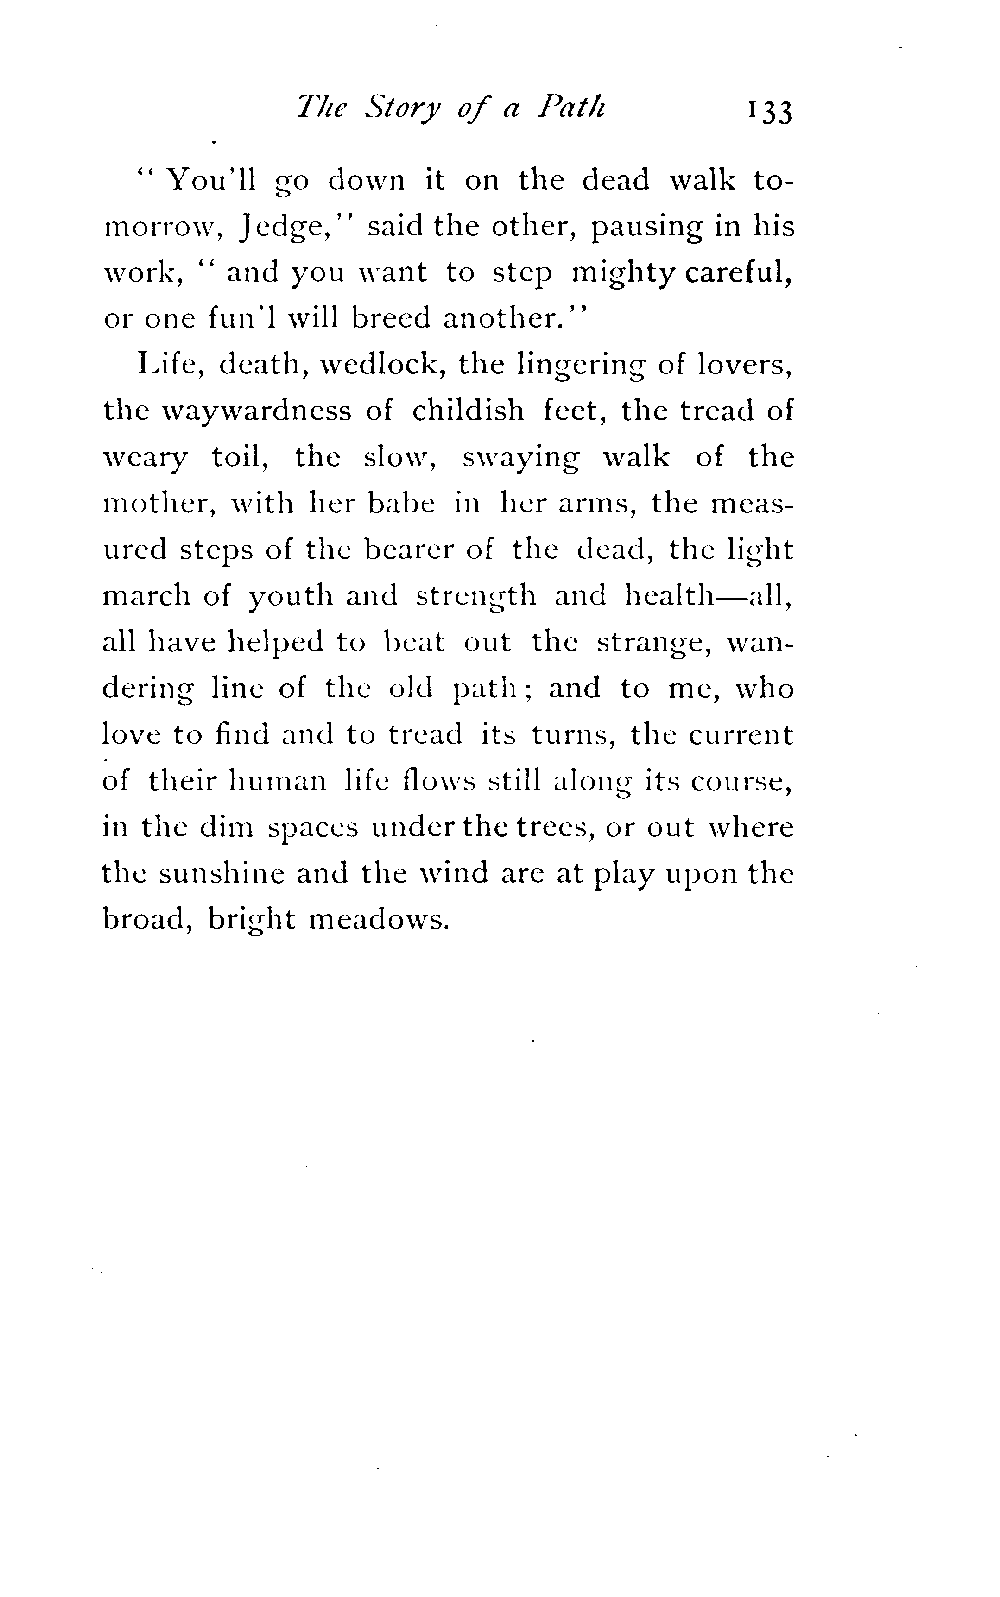 The Story of a Path 133
" You'll go down it on the dead walk to-
morrow, Jedge," said the other, pausing in his
work, " and you want to step mighty careful,
or one fun'l will breed another."
Life, death, wedlock, the lingering of lovers,
the waywardness of childish feet, the tread of
weary toil, the slow, swaying walk of the
mother, with her babe in her arms, the meas-
ured steps of the bearer of the dead, the light
march of youth and strength and health—all,
all have helped to beat out the strange, wan-
dering line of the old path; and to me, who
love to find and to tread its turns, the current
of their human life flows still along its course,
in the dim spaces under the trees, or out where
the sunshine and the wind are at play upon the
broad, bright meadows.